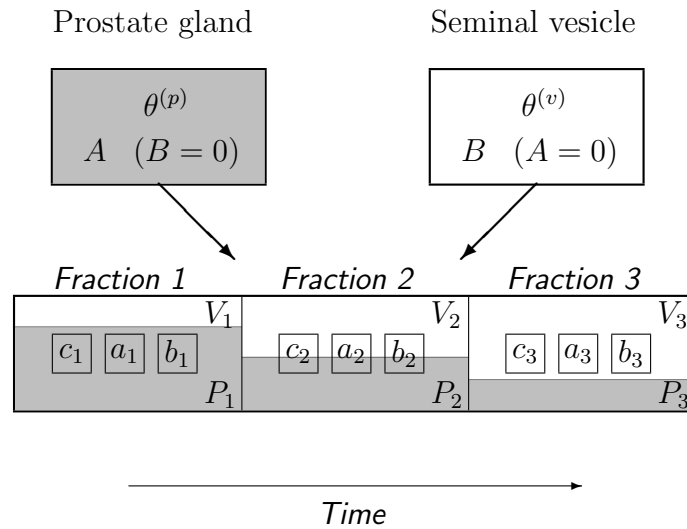 Prostate gland Seminal vesicle
θ^(p) θ^(v)
A (B = 0) B (A = 0)
Fraction 1 Fraction 2 Fraction 3
V_1 V_2 V_3
c_1 a_1 b_1 c_2 a_2 b_2 c_3 a_3 b_3
P_1 P_2 P_3
Time